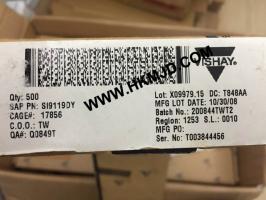 VISHAY
WWW.HKMJD.COM
Qty: 500
SAP PN: SI9119DY
CAGE#: 17856
C.O.O.: TW
QA#: Q0849T
Lot: X09979.15 DC: T848AA
MFG LOT DATE: 10/30/08
Batch No.: 200844TWT2
Region: 1253 S.L.: 0010
MFG PO:
Ser. No: T003844456